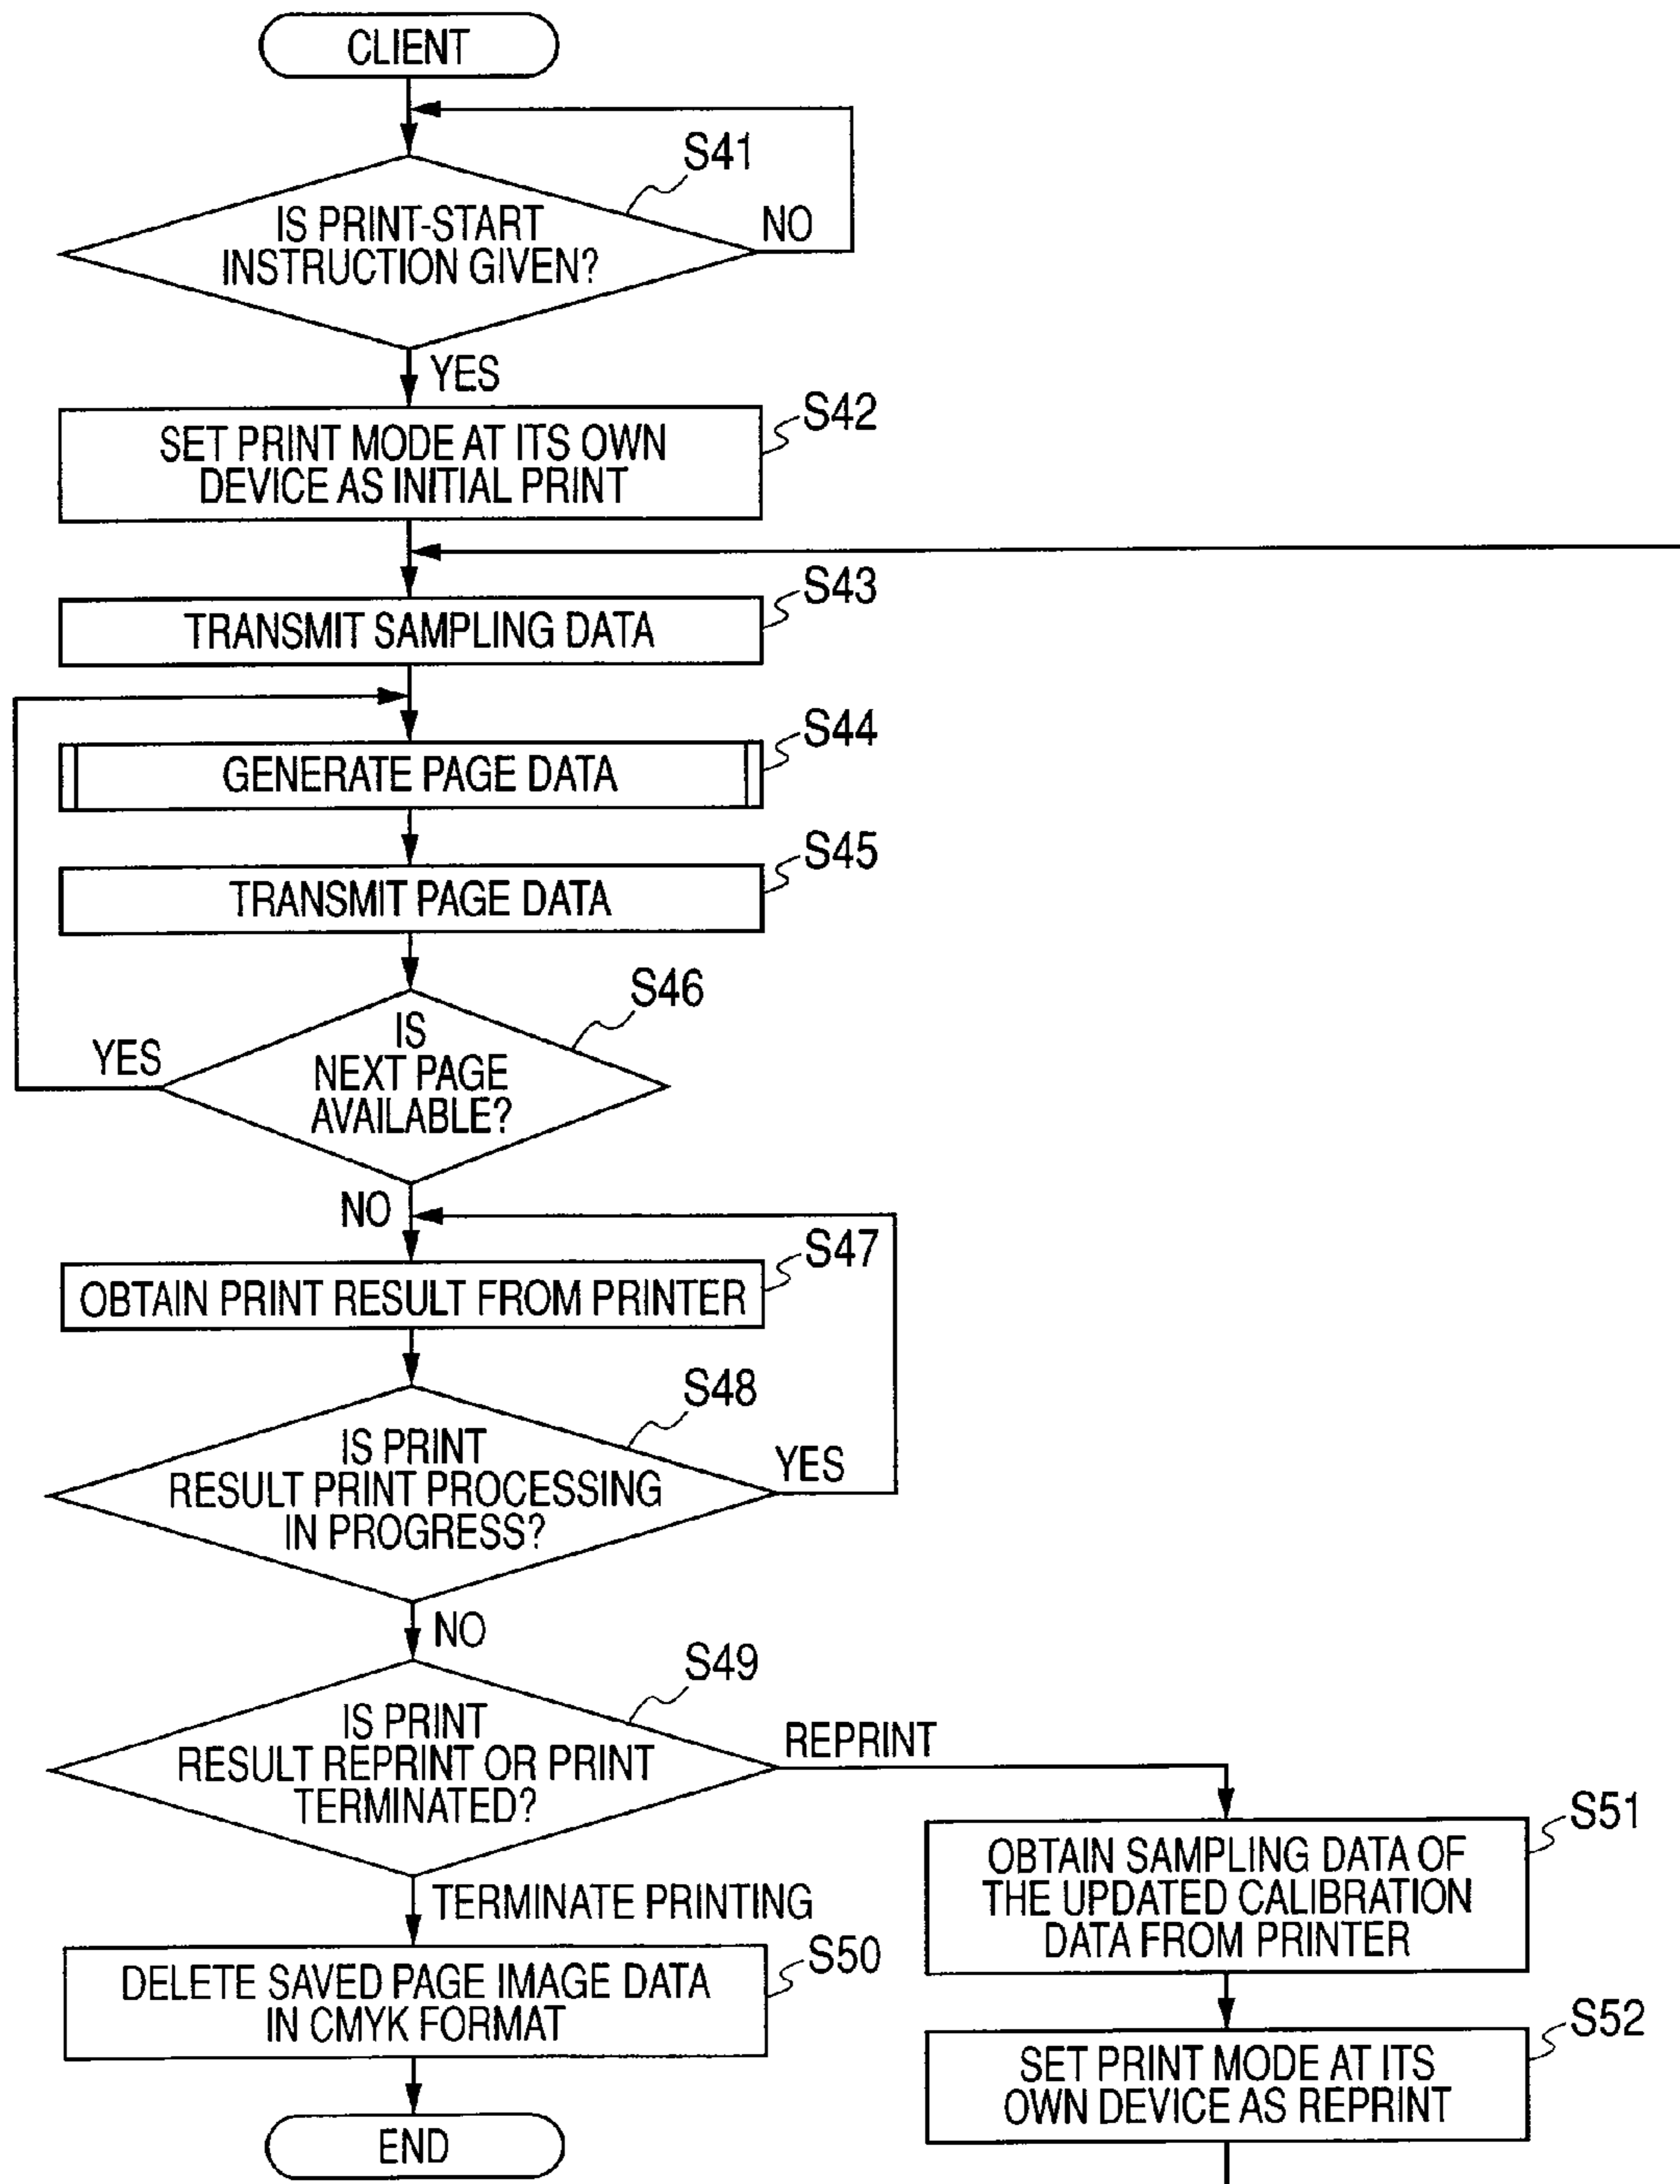 CLIENT
S41
IS PRINT-START
INSTRUCTION GIVEN?
NO
YES
S42
SET PRINT MODE AT ITS OWN
DEVICE AS INITIAL PRINT
S43
TRANSMIT SAMPLING DATA
S44
GENERATE PAGE DATA
S45
TRANSMIT PAGE DATA
S46
IS
NEXT PAGE
AVAILABLE?
YES
NO
S47
OBTAIN PRINT RESULT FROM PRINTER
S48
IS PRINT
RESULT PRINT PROCESSING
IN PROGRESS?
YES
NO
S49
IS PRINT
RESULT REPRINT OR PRINT
TERMINATED?
REPRINT
TERMINATE PRINTING
S50
DELETE SAVED PAGE IMAGE DATA
IN CMYK FORMAT
END
S51
OBTAIN SAMPLING DATA OF
THE UPDATED CALIBRATION
DATA FROM PRINTER
S52
SET PRINT MODE AT ITS
OWN DEVICE AS REPRINT